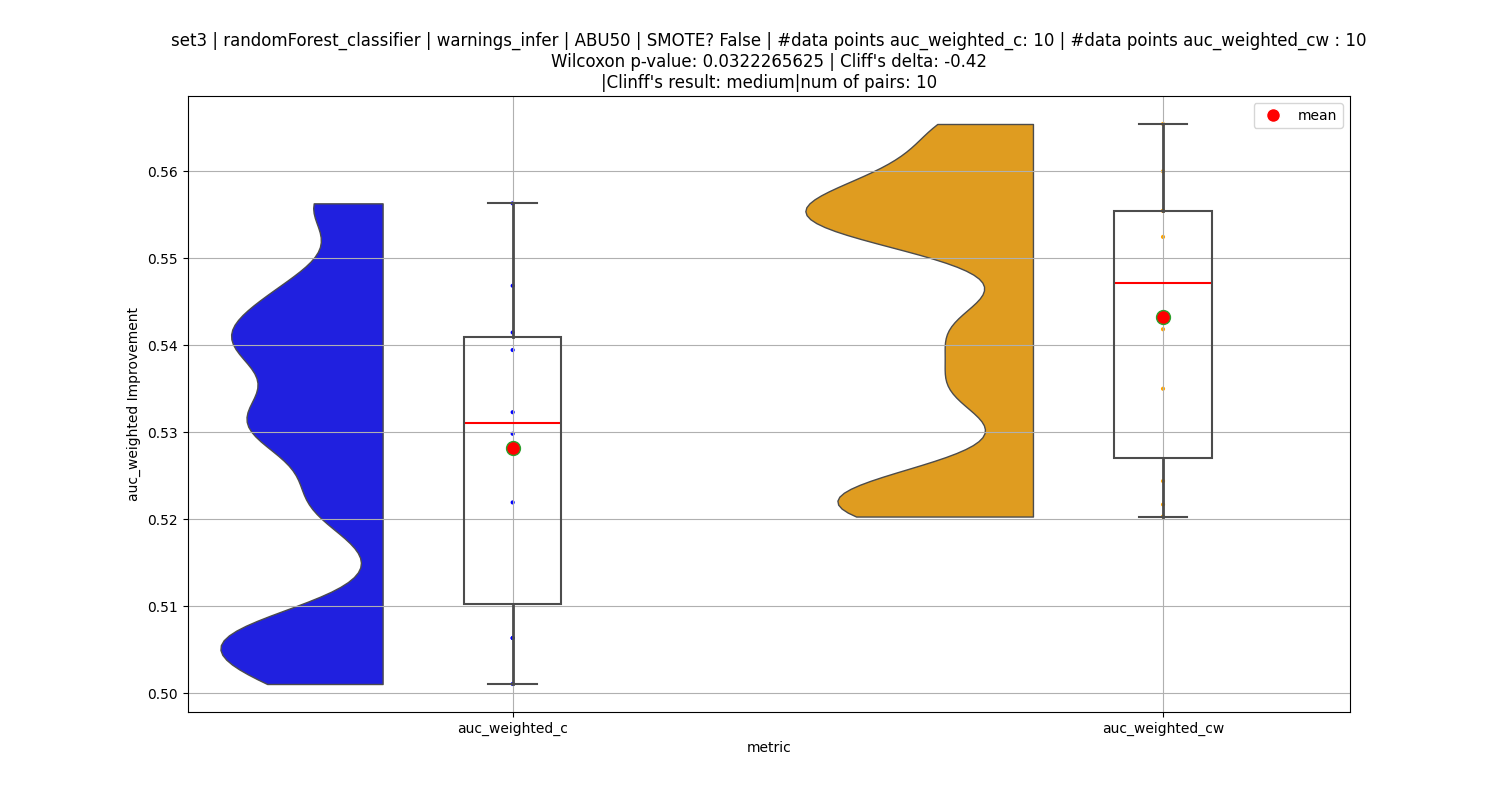 set3 | randomForest_classifier | warnings_infer | ABU50 | SMOTE? False | #data points auc_weighted_c: 10 | #data points auc_weighted_cw : 10
Wilcoxon p-value: 0.0322265625 | Cliff's delta: -0.42
|Clinff's result: medium|num of pairs: 10
mean
0.56
0.55
0.54
0.53
0.52
0.51
0.50
auc_weighted Improvement
auc_weighted_c
auc_weighted_cw
metric